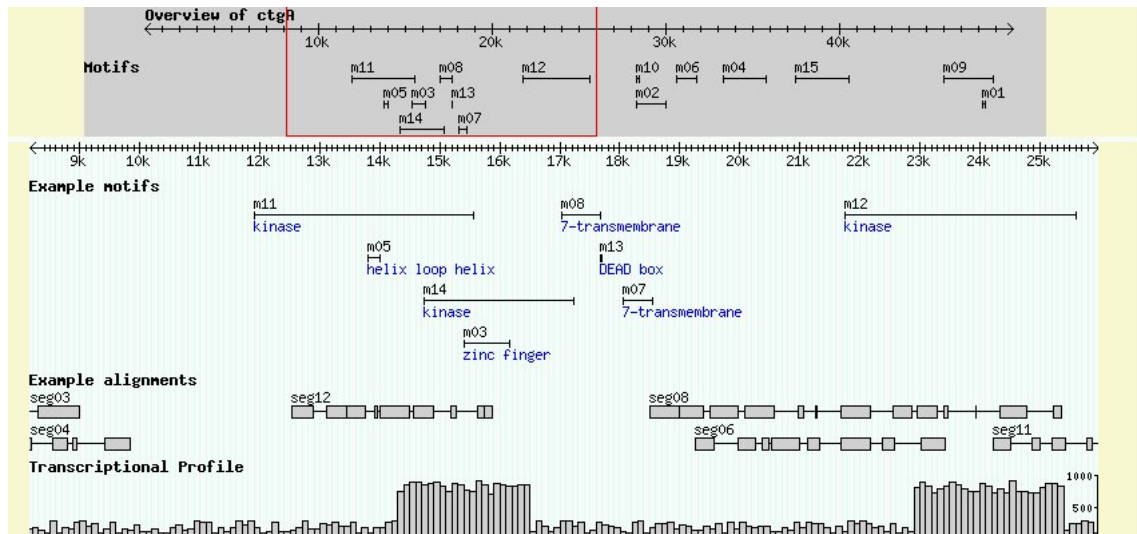 Overview of ctgA
10k 20k 30k 40k
Motifs
m11 m08 m12 m10 m06 m04 m15 m09
m05 m03 m13 m02 m01
m14 m07
9k 10k 11k 12k 13k 14k 15k 16k 17k 18k 19k 20k 21k 22k 23k 24k 25k
Example motifs
m11 m08 m12
kinase 7-transmembrane kinase
m05 m13
helix loop helix DEAD box
m14 m07
kinase 7-transmembrane
m03
zinc finger
Example alignments
seg03 seg12 seg08
seg04 seg06 seg11
Transcriptional Profile
1000
500